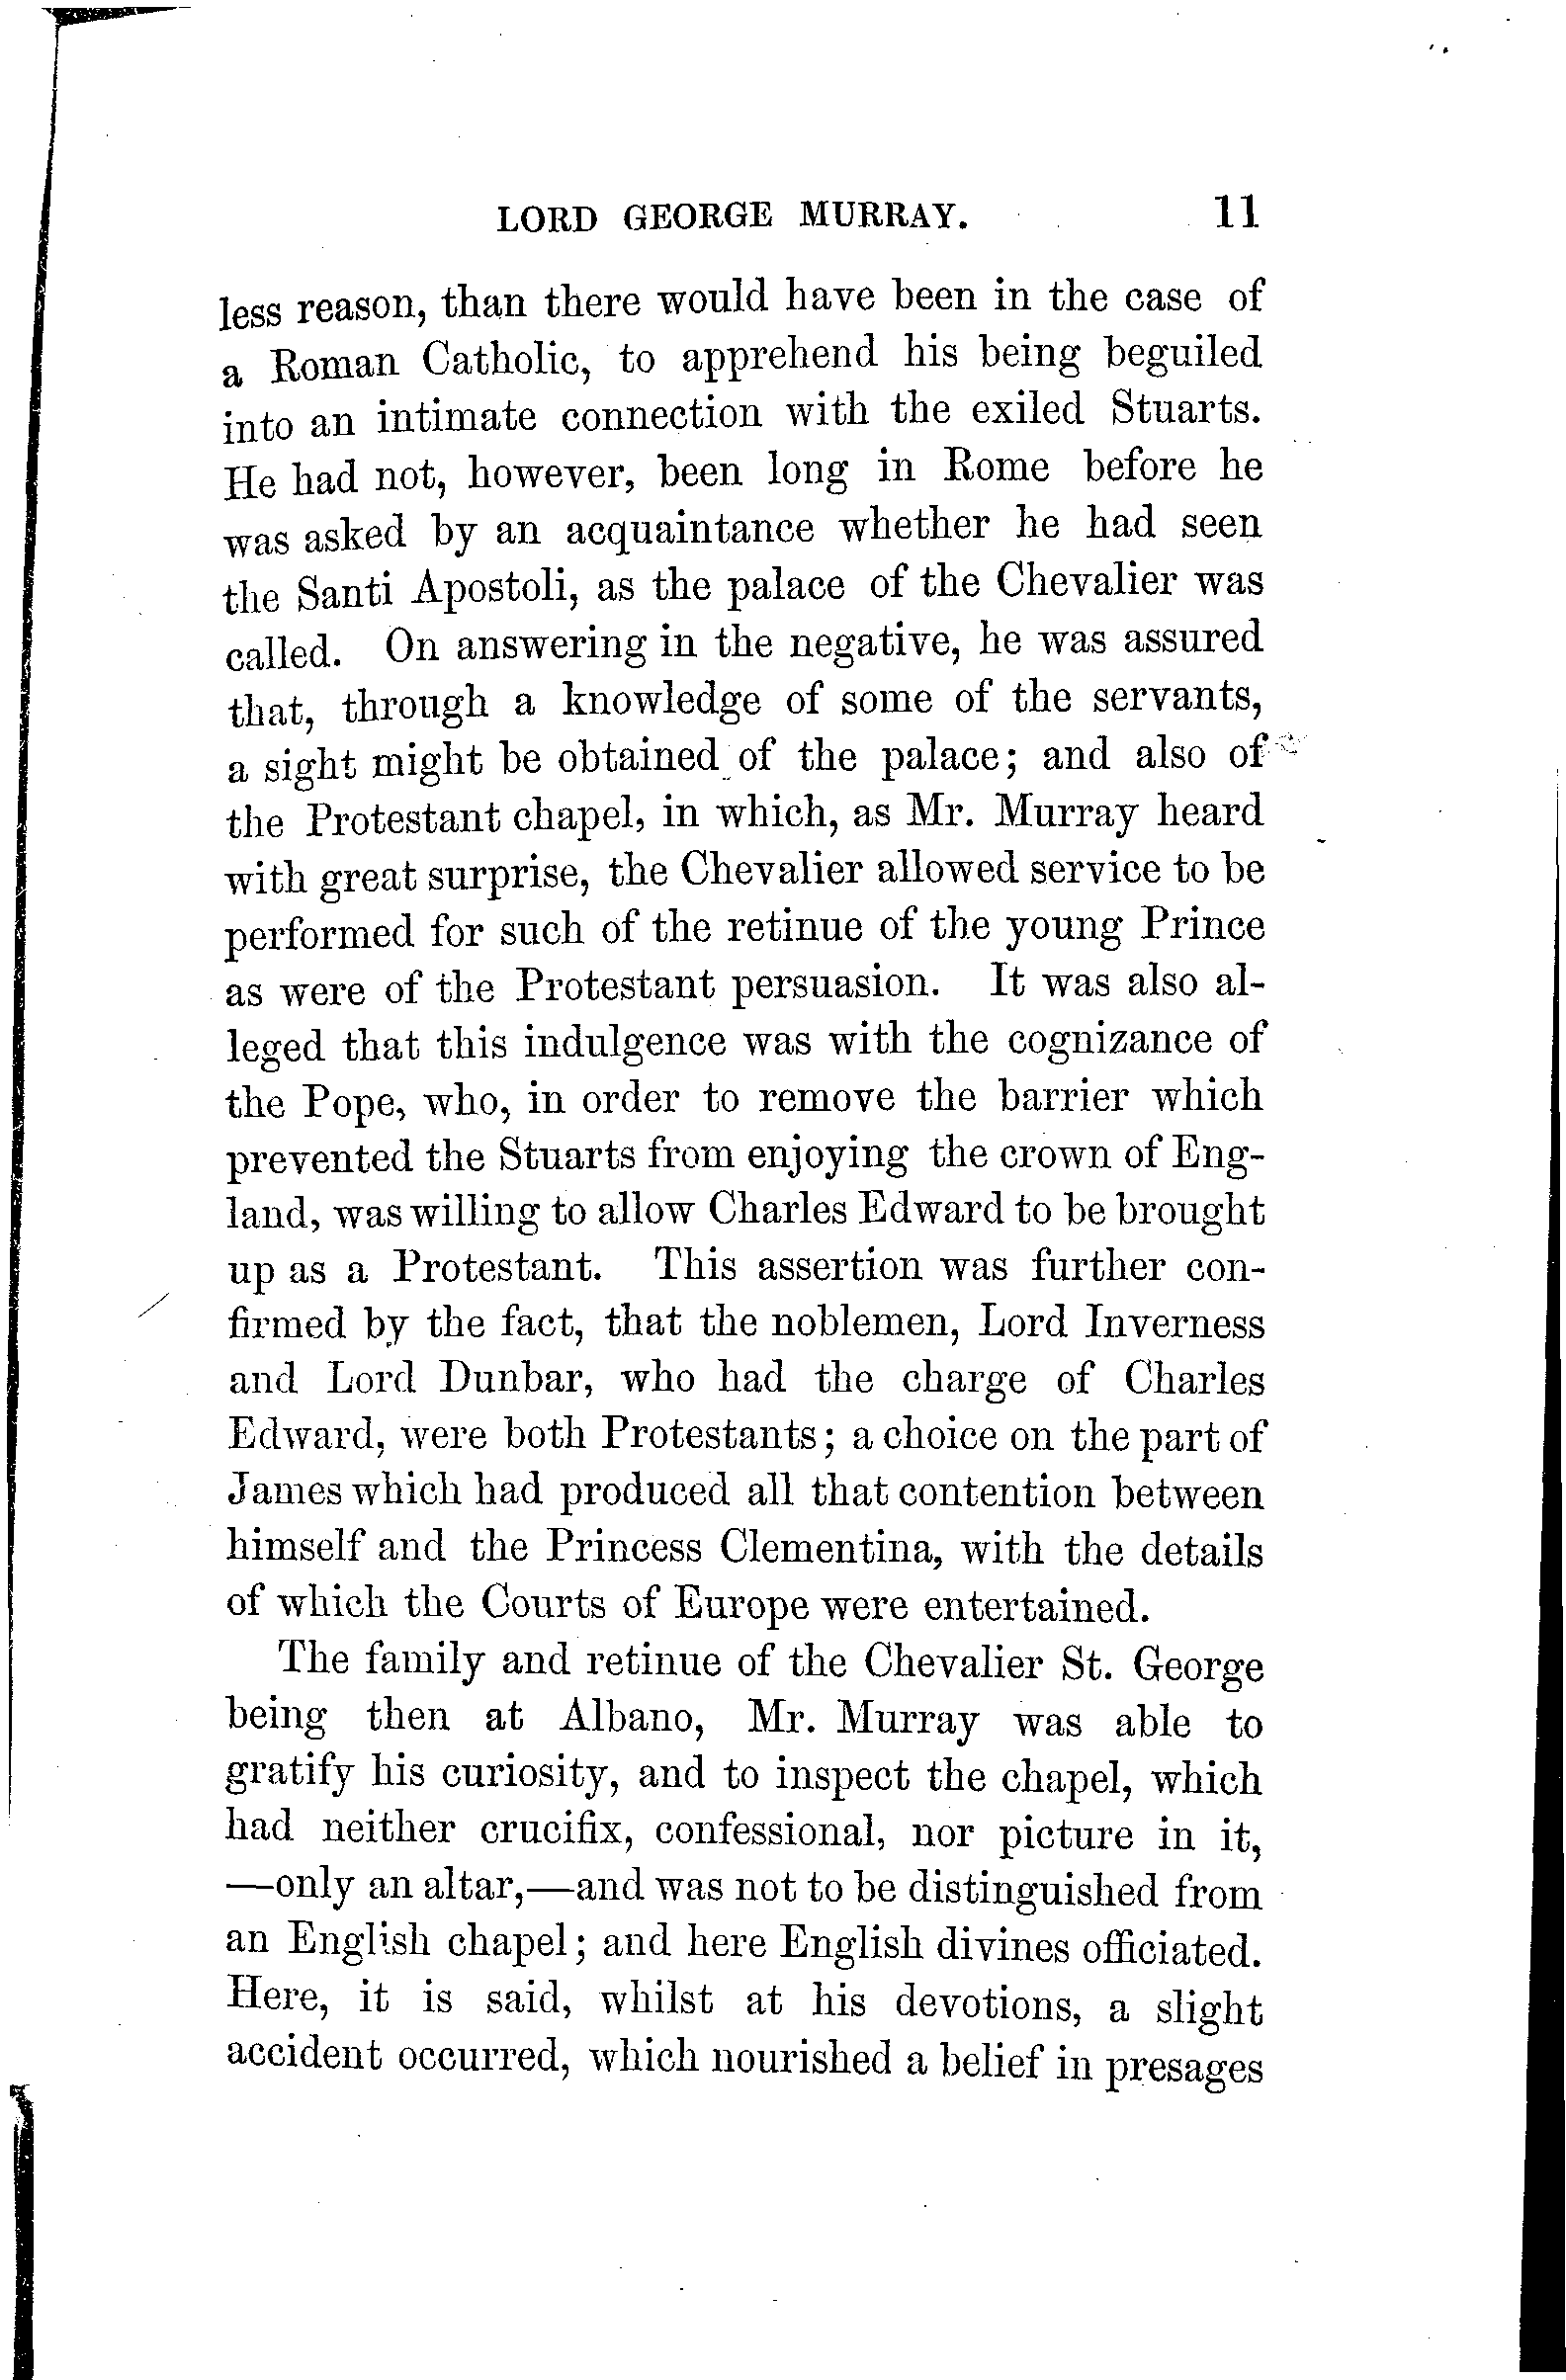 LORD GEORGE MURRAY. 11
less reason, than there would have been in the case of
a Roman Catholic, to apprehend his being beguiled
into an intimate connection with the exiled Stuarts.
He had not, however, been long in Rome before he
was asked by an acquaintance whether he had seen
the Santi Apostoli, as the palace of the Chevalier was
called. On answering in the negative, he was assured
that, through a knowledge of some of the servants,
a sight might be obtained of the palace; and also of
the Protestant chapel, in which, as Mr. Murray heard
with great surprise, the Chevalier allowed service to be
performed for such of the retinue of the young Prince
as were of the Protestant persuasion. It was also al-
leged that this indulgence was with the cognizance of
the Pope, who, in order to remove the barrier which
prevented the Stuarts from enjoying the crown of Eng-
land, was willing to allow Charles Edward to be brought
up as a Protestant. This assertion was further con-
firmed by the fact, that the noblemen, Lord Inverness
and Lord Dunbar, who had the charge of Charles
Edward, were both Protestants; a choice on the part of
James which had produced all that contention between
himself and the Princess Clementina, with the details
of which the Courts of Europe were entertained.
The family and retinue of the Chevalier St. George
being then at Albano, Mr. Murray was able to
gratify his curiosity, and to inspect the chapel, which
had neither crucifix, confessional, nor picture in it,
—only an altar,—and was not to be distinguished from
an English chapel; and here English divines officiated.
Here, it is said, whilst at his devotions, a slight
accident occurred, which nourished a belief in presages